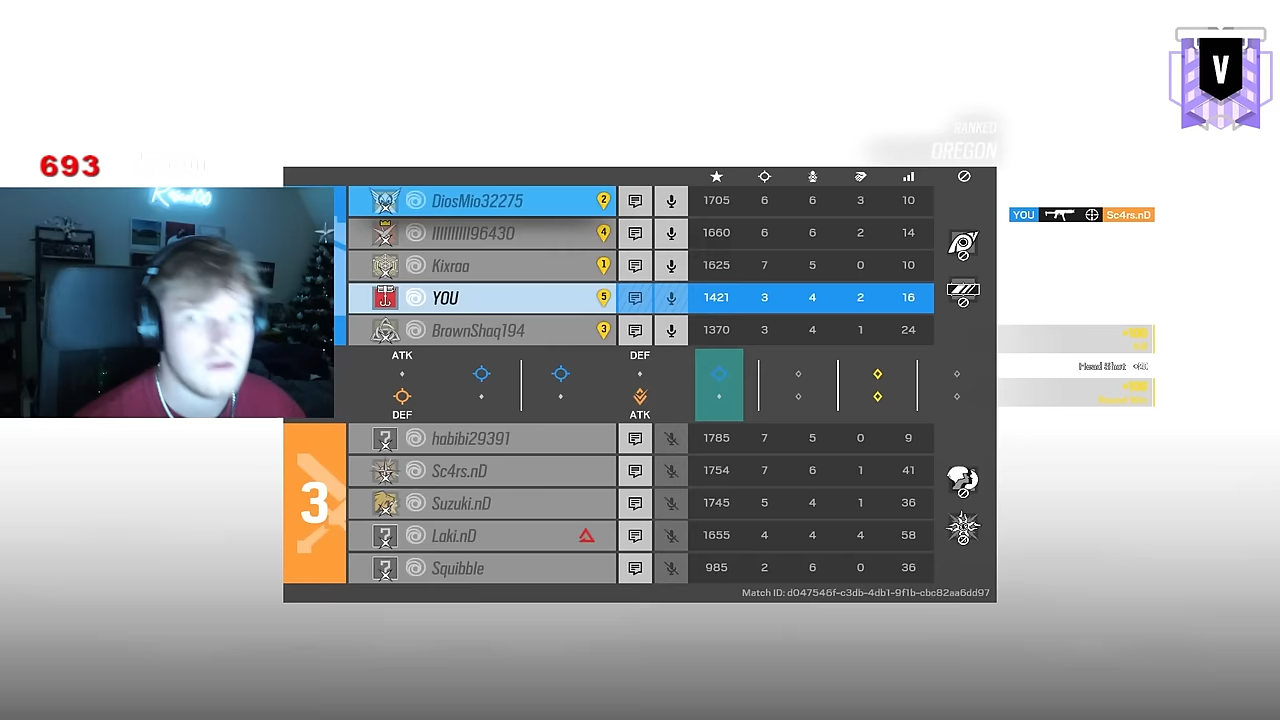 V
693
RANKED
OREGON
DiosMio32275 2 1705 6 6 3 10
YOU Sc4rs.nD
llllllllll96430 4 1660 6 6 2 14
Kixraa 1 1625 7 5 0 10
YOU 5 1421 3 4 2 16
BrownShaq194 3 1370 3 4 1 24
ATK DEF
Head Shot
DEF ATK
3
habibi29391 1785 7 5 0 9
Sc4rs.nD 1754 7 6 1 41
Suzuki.nD 1745 5 4 1 36
Laki.nD 1655 4 4 4 58
Squibble 985 2 6 0 36
Match ID: d047546f-c3db-4db1-9f1b-cbc82aa6dd97